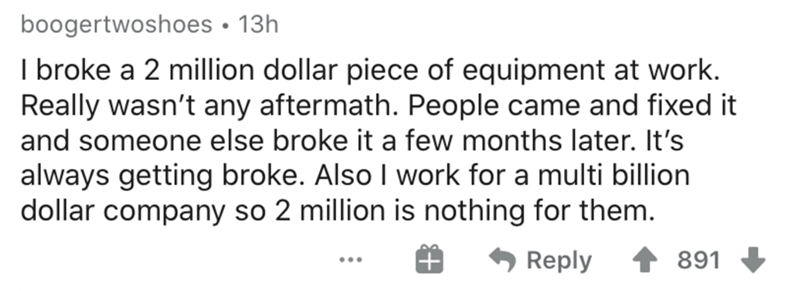 boogertwoshoes • 13h
I broke a 2 million dollar piece of equipment at work.
Really wasn't any aftermath. People came and fixed it
and someone else broke it a few months later. It's
always getting broke. Also I work for a multi billion
dollar company so 2 million is nothing for them.
... Reply 891